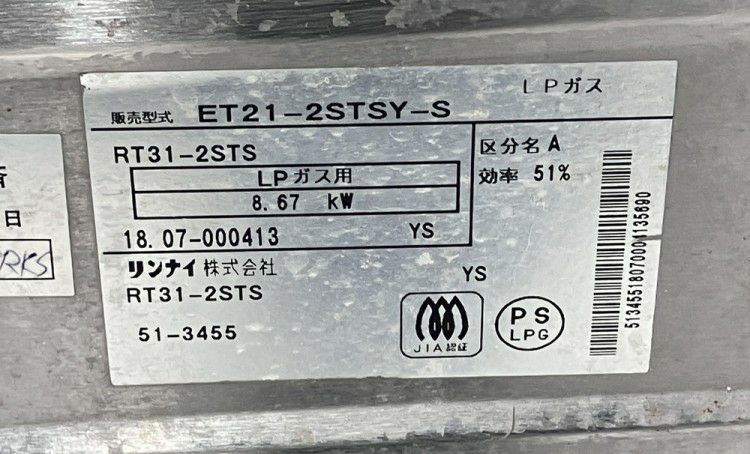 LPガス
販売型式 ET21-2STSY-S
RT31-2STS
LPガス用
8.67 kW
18.07-000413 YS
区分名 A
効率 51%
リンナイ株式会社
YS
RT31-2STS
51-3455
JIA認証
PS
LPG
日
RKS